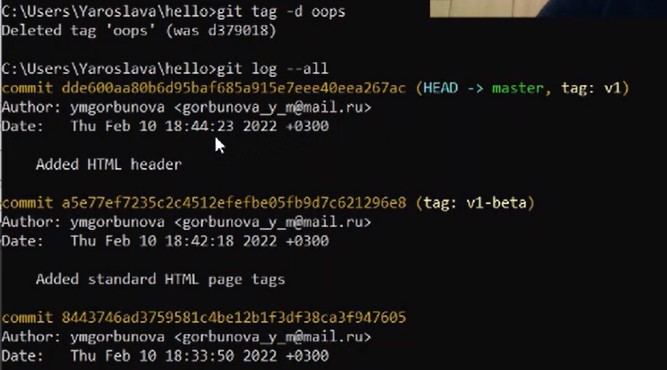 C:\Users\Yaroslava\hello>git tag -d oops
Deleted tag 'oops' (was d379018)
C:\Users\Yaroslava\hello>git log --all
commit dde600aa80b6d95baf685a915e7eee40eea267ac (HEAD -> master, tag: v1)
Author: ymgorbunova <gorbunova_y_m@mail.ru>
Date:   Thu Feb 10 18:44:23 2022 +0300
Added HTML header
commit a5e77ef7235c2c4512efefbe05fb9d7c621296e8 (tag: v1-beta)
Author: ymgorbunova <gorbunova_y_m@mail.ru>
Date:   Thu Feb 10 18:42:18 2022 +0300
Added standard HTML page tags
commit 8443746ad3759581c4be12b1f3df38ca3f947605
Author: ymgorbunova <gorbunova_y_m@mail.ru>
Date:   Thu Feb 10 18:33:50 2022 +0300